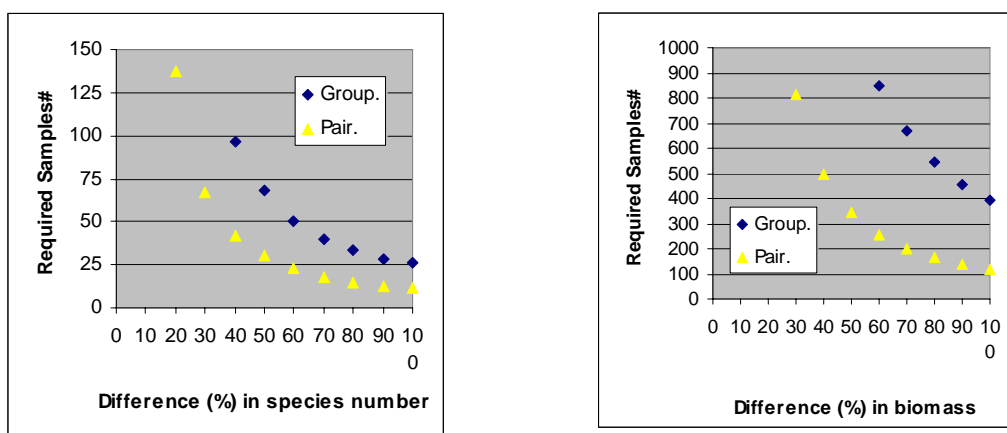 150
125
100
75
50
25
0
Required Samples#
Group.
Pair.
0 10 20 30 40 50 60 70 80 90 10
0
Difference (%) in species number
1000
900
800
700
600
500
400
300
200
100
0
Required Samples#
Group.
Pair.
0 10 20 30 40 50 60 70 80 90 10
0
Difference (%) in biomass